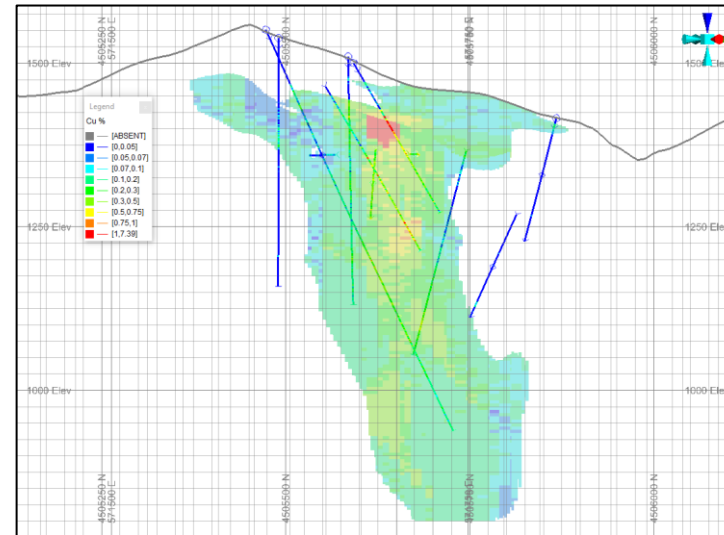 4505250 N
571500 E
4505500 N
4506000 N
1500 Elev
1500 Elev
Legend
Cu %
[ABSENT]
[0,0.05]
[0.05,0.07]
[0.07,0.1]
[0.1,0.2]
[0.2,0.3]
[0.3,0.5]
[0.5,0.75]
[0.75,1]
[1,7.39]
1250 Elev
1250 Elev
1000 Elev
1000 Elev
4505250 N
571500 E
4505500 N
4506000 N